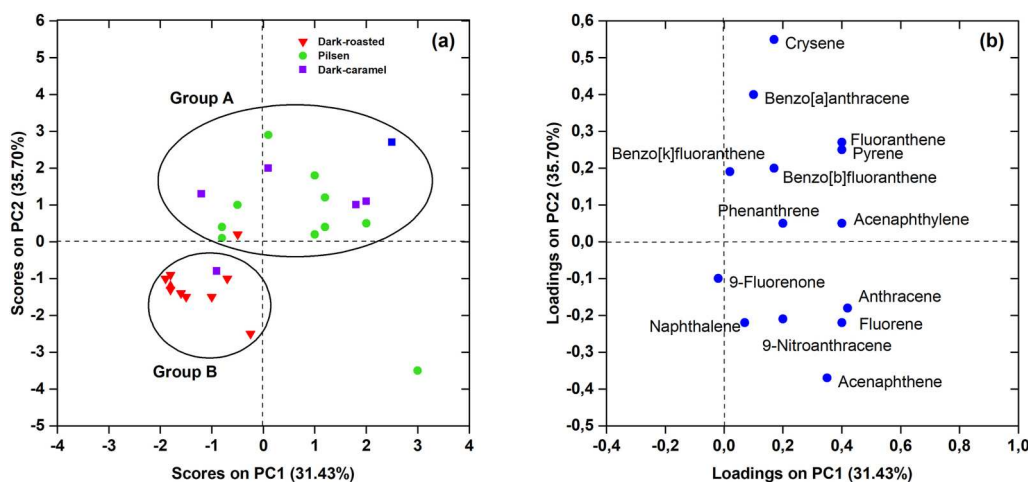 6
5
4
3
2
1
0
-1
-2
-3
-4
-5
Scores on PC2 (35.70%)
(a)
Dark-roasted
Pilsen
Dark-caramel
Group A
Group B
-4 -3 -2 -1 0 1 2 3 4
Scores on PC1 (31.43%)
0,6
0,5
0,4
0,3
0,2
0,1
0,0
-0,1
-0,2
-0,3
-0,4
-0,5
Loadings on PC2 (35.70%)
(b)
Crysene
Benzo[a]anthracene
Fluoranthene
Pyrene
Benzo[k]fluoranthene
Benzo[b]fluoranthene
Phenanthrene
Acenaphthylene
9-Fluorenone
Anthracene
Naphthalene
Fluorene
9-Nitroanthracene
Acenaphthene
-0,4 -0,2 0,0 0,2 0,4 0,6 0,8 1,0
Loadings on PC1 (31.43%)